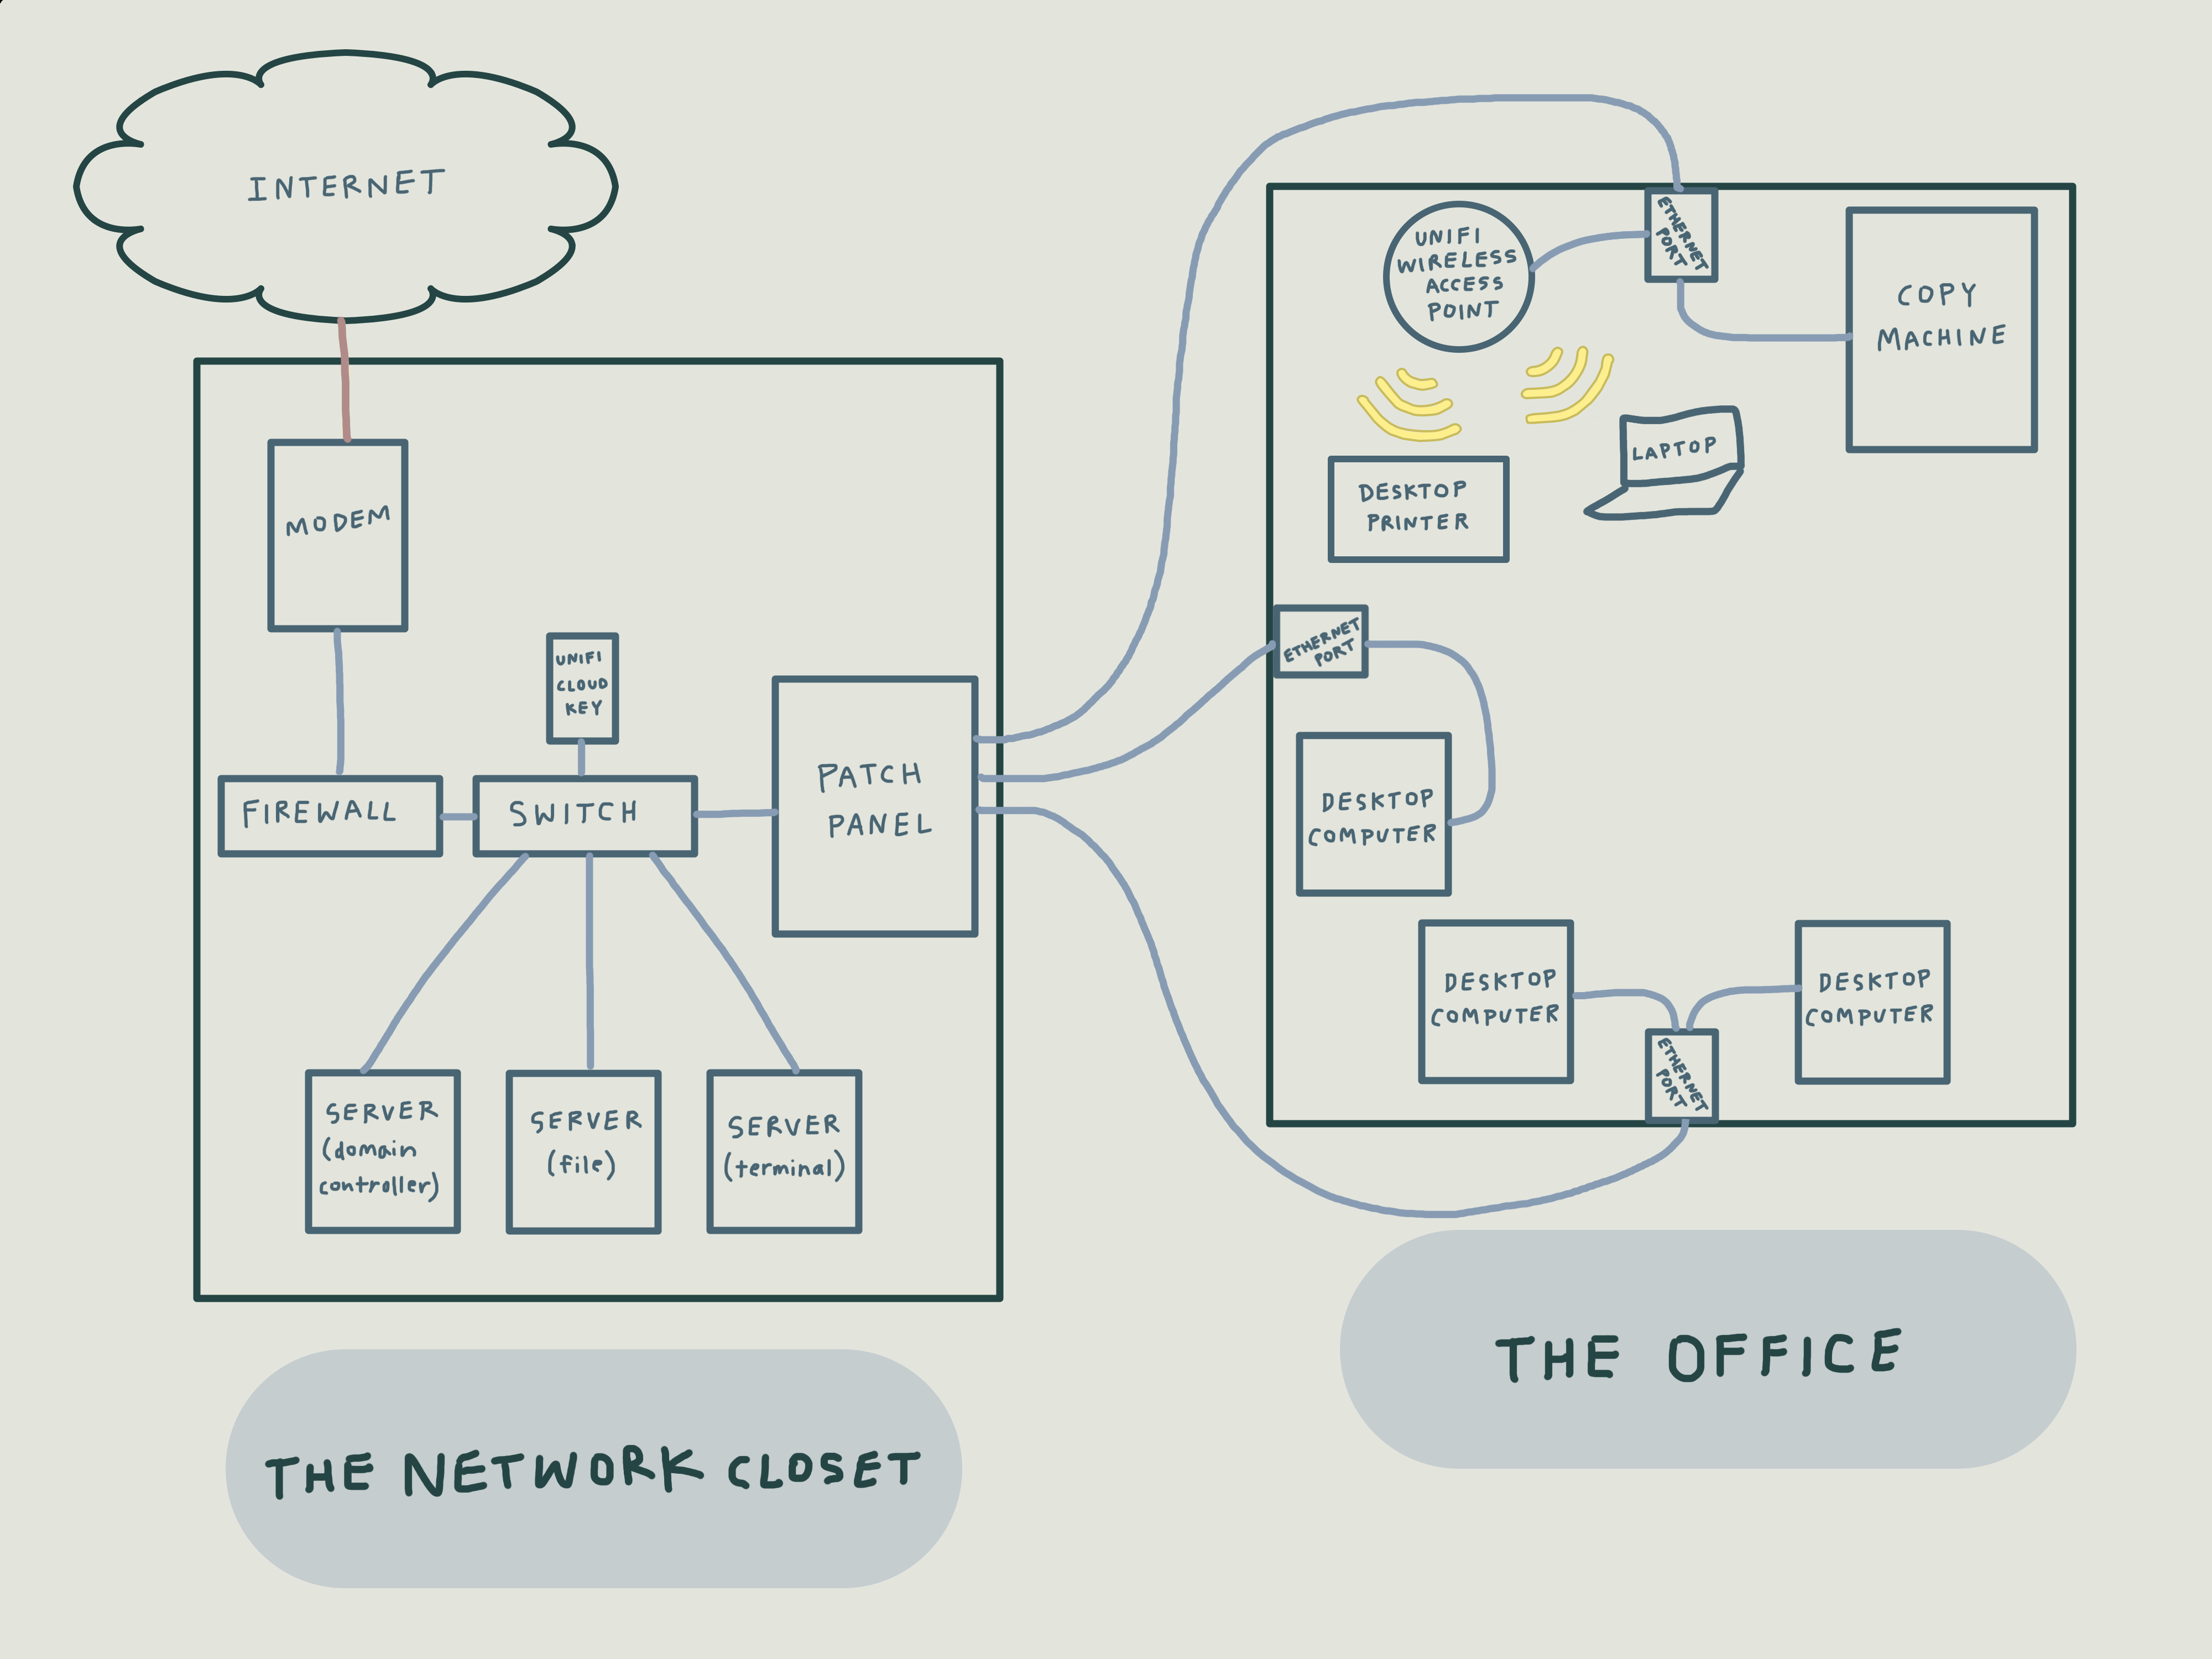 INTERNET
MODEM
UNIFI
CLOUD
KEY
FIREWALL
SWITCH
PATCH
PANEL
SERVER
(domain
controller)
SERVER
(file)
SERVER
(terminal)
THE NETWORK CLOSET
UNIFI
WIRELESS
ACCESS
POINT
ETHERNET
PORT
COPY
MACHINE
LAPTOP
DESKTOP
PRINTER
ETHERNET
PORT
DESKTOP
COMPUTER
DESKTOP
COMPUTER
DESKTOP
COMPUTER
ETHERNET
PORT
THE OFFICE